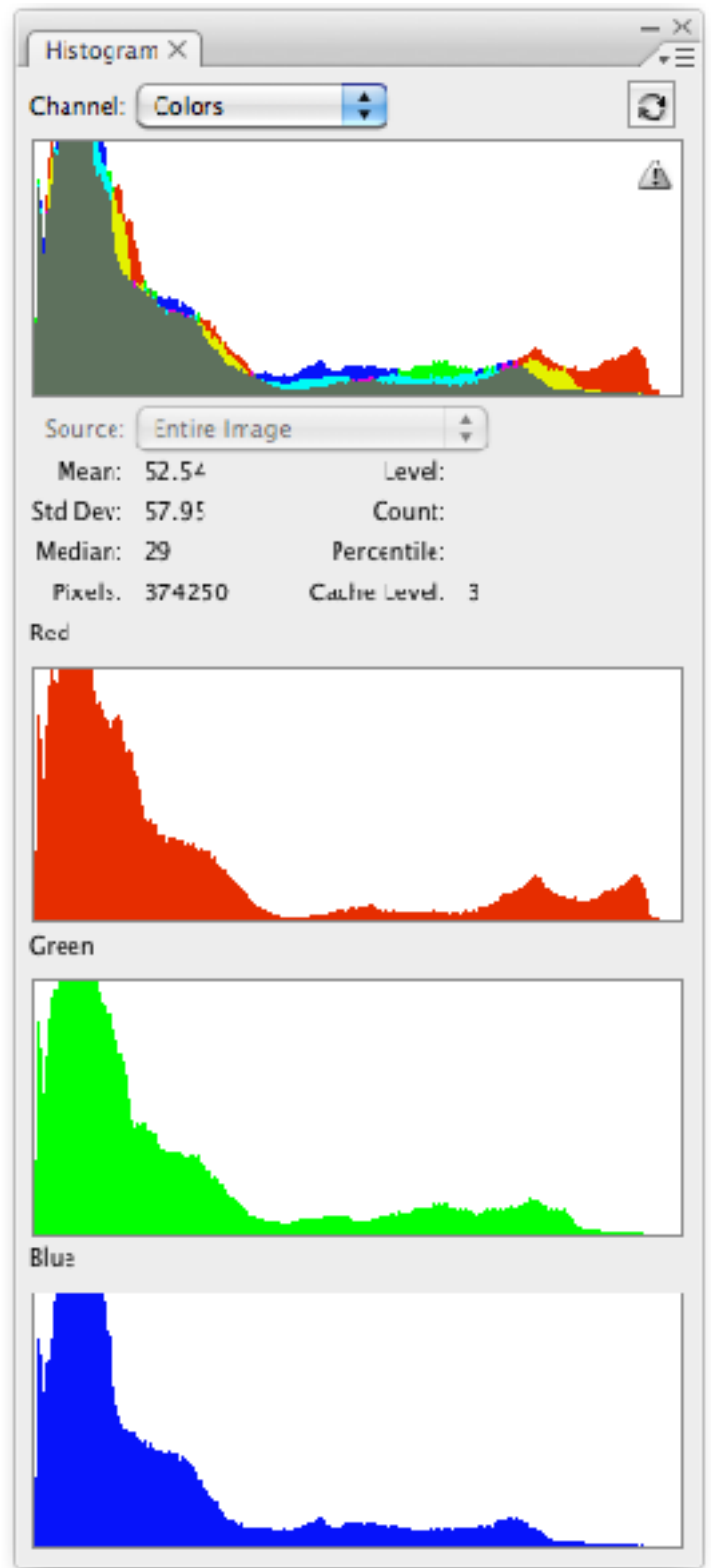 Histogram
Channel: Colors
Source: Entire Image
Mean: 52.54 Level:
Std Dev: 57.95 Count:
Median: 29 Percentile:
Pixels: 374250 Cache Level: 3
Red
Green
Blue